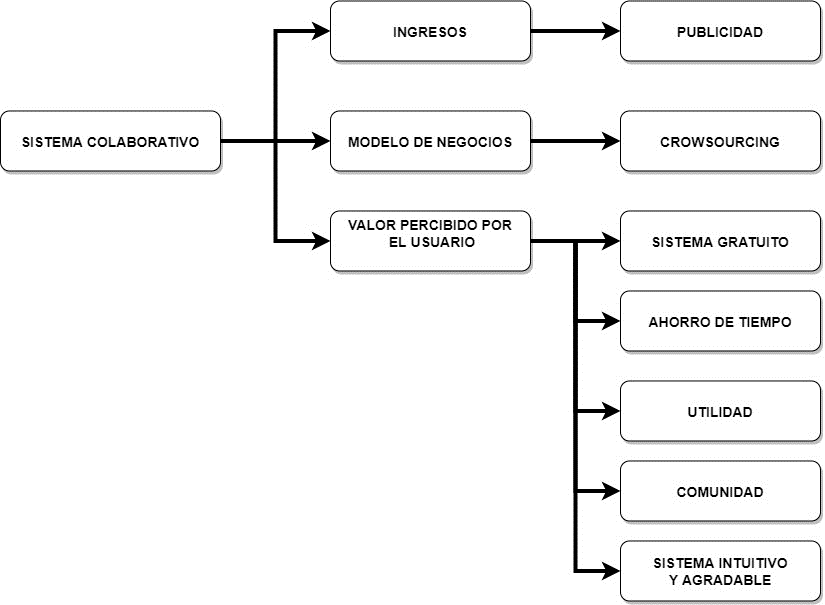 INGRESOS
PUBLICIDAD
SISTEMA COLABORATIVO
MODELO DE NEGOCIOS
CROWSOURCING
VALOR PERCIBIDO POR
EL USUARIO
SISTEMA GRATUITO
AHORRO DE TIEMPO
UTILIDAD
COMUNIDAD
SISTEMA INTUITIVO
Y AGRADABLE